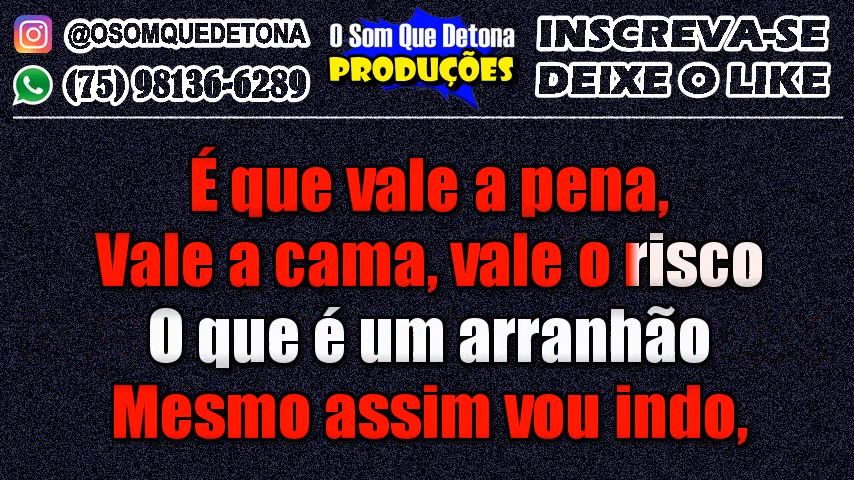 @OSOMQUEDETONA
(75) 98136-6289
O Som Que Detona
PRODUÇÕES
INSCREVA-SE
DEIXE O LIKE
É que vale a pena,
Vale a cama, vale o risco
O que é um arranhão
Mesmo assim vou indo,